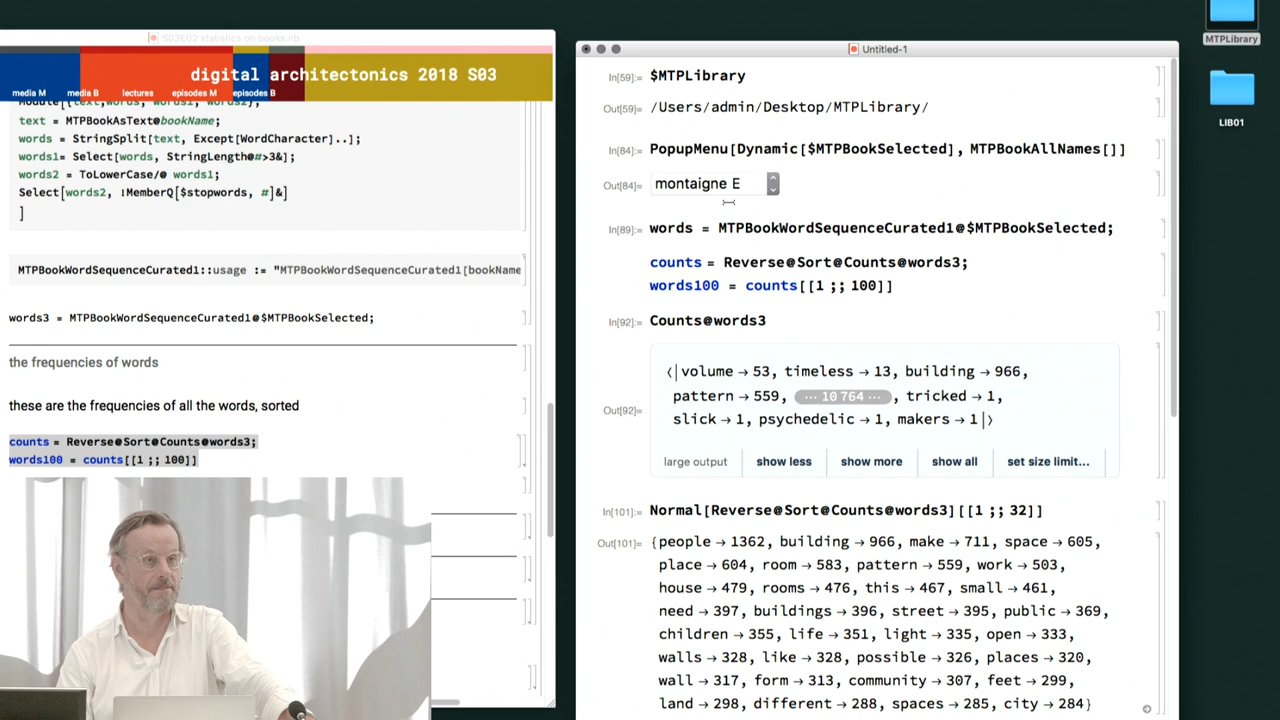 S03E02 statistics on books.nb
digital architectonics 2018 S03
media M media B lectures episodes M episodes B
Module[{text,words, words1, words2},
text = MTPBookAsText@bookName;
words = StringSplit[text, Except[WordCharacter]..];
words1= Select[words, StringLength@#>3&];
words2 = ToLowerCase/@ words1;
Select[words2, !MemberQ[$stopwords, #]&]
]
MTPBookWordSequenceCurated1::usage := "MTPBookWordSequenceCurated1[bookName
words3 = MTPBookWordSequenceCurated1@$MTPBookSelected;
the frequencies of words
these are the frequencies of all the words, sorted
counts = Reverse@Sort@Counts@words3;
words100 = counts[[1 ;; 100]]
Untitled-1
In[59]:= $MTPLibrary
Out[59]= /Users/admin/Desktop/MTPLibrary/
In[84]:= PopupMenu[Dynamic[$MTPBookSelected], MTPBookAllNames[]]
Out[84]= montaigne E
In[89]:= words = MTPBookWordSequenceCurated1@$MTPBookSelected;
counts = Reverse@Sort@Counts@words3;
words100 = counts[[1 ;; 100]]
In[92]:= Counts@words3
Out[92]= <|volume → 53, timeless → 13, building → 966,
pattern → 559, ··· 10 764 ··· , tricked → 1,
slick → 1, psychedelic → 1, makers → 1|>
large output show less show more show all set size limit...
In[101]:= Normal[Reverse@Sort@Counts@words3][[1 ;; 32]]
Out[101]= {people → 1362, building → 966, make → 711, space → 605,
place → 604, room → 583, pattern → 559, work → 503,
house → 479, rooms → 476, this → 467, small → 461,
need → 397, buildings → 396, street → 395, public → 369,
children → 355, life → 351, light → 335, open → 333,
walls → 328, like → 328, possible → 326, places → 320,
wall → 317, form → 313, community → 307, feet → 299,
land → 298, different → 288, spaces → 285, city → 284}
MTPLibrary
LIB01